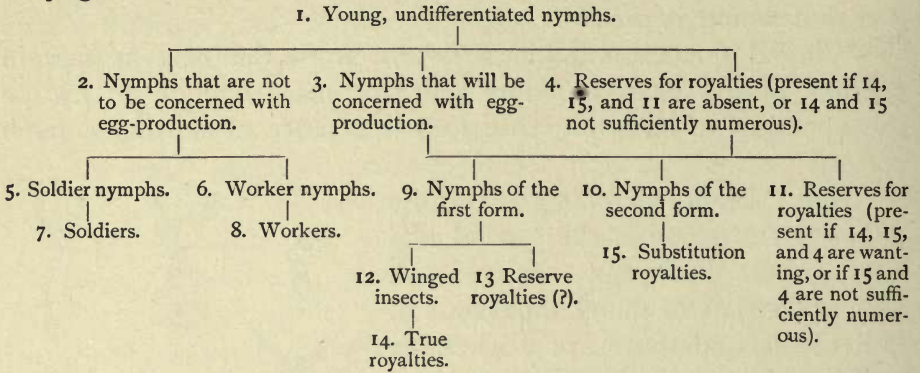 1. Young, undifferentiated nymphs.
2. Nymphs that are not
to be concerned with
egg-production.
3. Nymphs that will be
concerned with egg-
production.
4. Reserves for royalties (present if 14,
15, and 11 are absent, or 14 and 15
not sufficiently numerous).
5. Soldier nymphs.
6. Worker nymphs.
7. Soldiers.
8. Workers.
9. Nymphs of the
first form.
10. Nymphs of the
second form.
11. Reserves for
royalties (pre-
sent if 14, 15,
and 4 are want-
ing, or if 15 and
4 are not suffi-
ciently numer-
ous).
12. Winged
insects.
13 Reserve
royalties (?).
15. Substitution
royalties.
14. True
royalties.